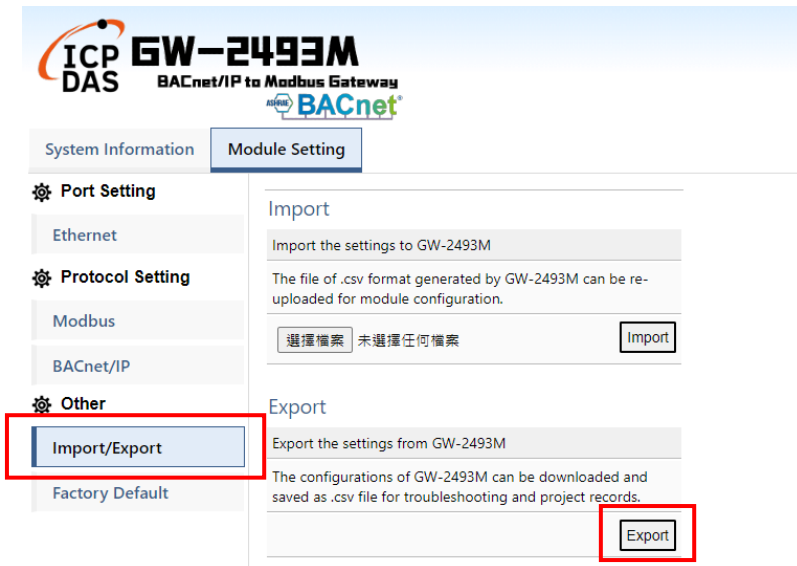 ICP DAS GW-2493M
BACnet/IP to Modbus Gateway
ASHRAE BACnet®
System Information
Module Setting
Port Setting
Ethernet
Protocol Setting
Modbus
BACnet/IP
Other
Import/Export
Factory Default
Import
Import the settings to GW-2493M
The file of .csv format generated by GW-2493M can be re-
uploaded for module configuration.
選擇檔案 未選擇任何檔案
Import
Export
Export the settings from GW-2493M
The configurations of GW-2493M can be downloaded and
saved as .csv file for troubleshooting and project records.
Export